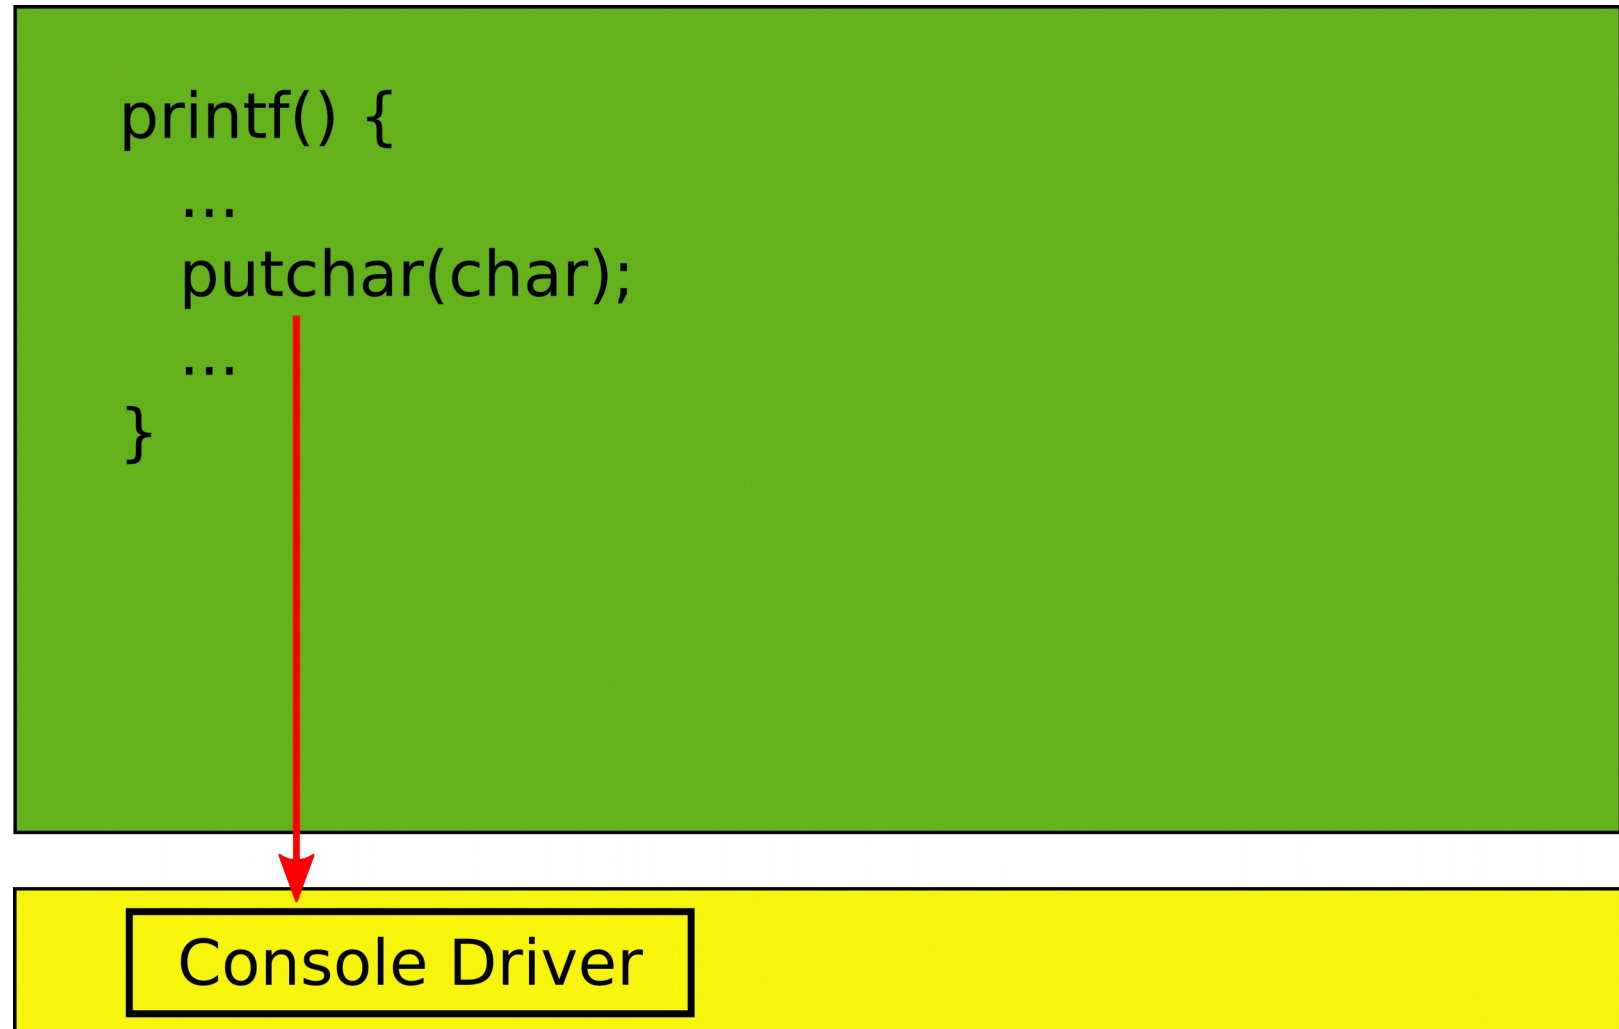 printf() {
...
putchar(char);
...
}
Console Driver